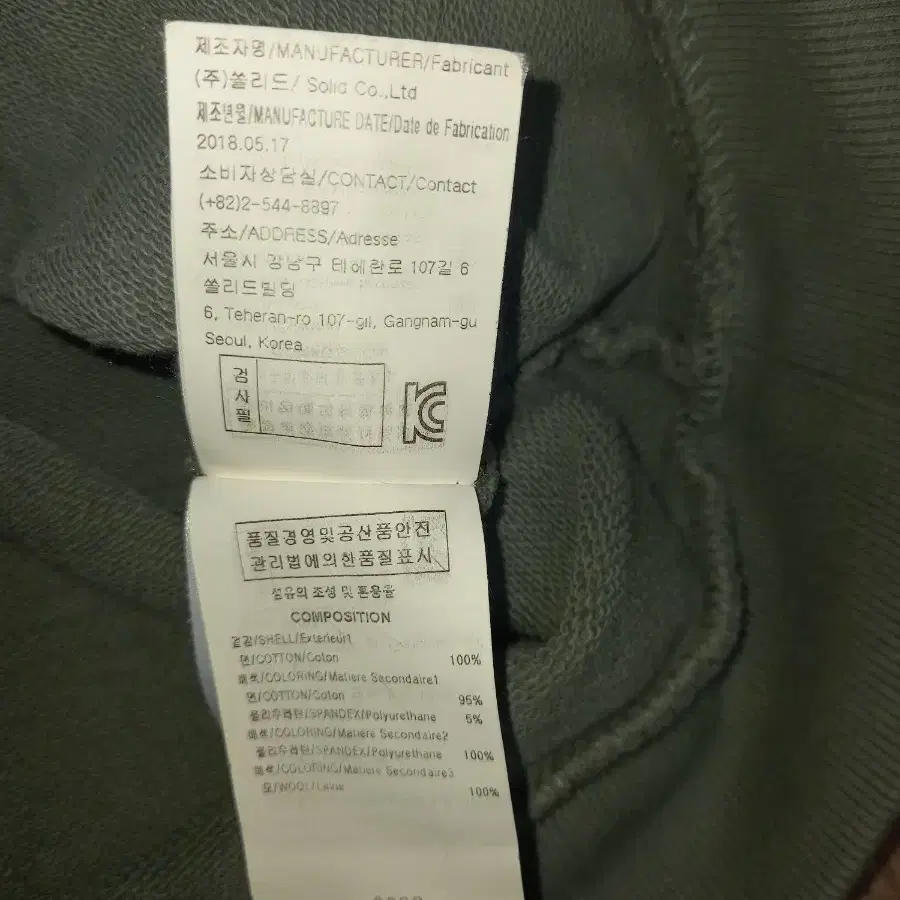 제조자명/MANUFACTURER/Fabricant
(주)쏠리드/ Solid Co.,Ltd
제조년월/MANUFACTURE DATE/Date de Fabrication
2018.05.17
소비자상담실/CONTACT/Contact
(+82)2-544-8897
주소/ADDRESS/Adresse
서울시 강남구 테헤란로 107길 6
쏠리드빌딩
6, Teheran-ro 107-gil, Gangnam-gu
Seoul, Korea
검사필
KC
품질경영및공산품안전
관리법에의한품질표시
섬유의 조성 및 혼용율
COMPOSITION
겉감/SHELL/Exterieur1
면/COTTON/Coton 100%
배색/COLORING/Matiere Secondaire1
면/COTTON/Coton 95%
폴리우레탄/SPANDEX/Polyurethane 5%
배색/COLORING/Matiere Secondaire2
폴리우레탄/SPANDEX/Polyurethane 100%
배색/COLORING/Matiere Secondaire3
모/WOOL/Laine 100%